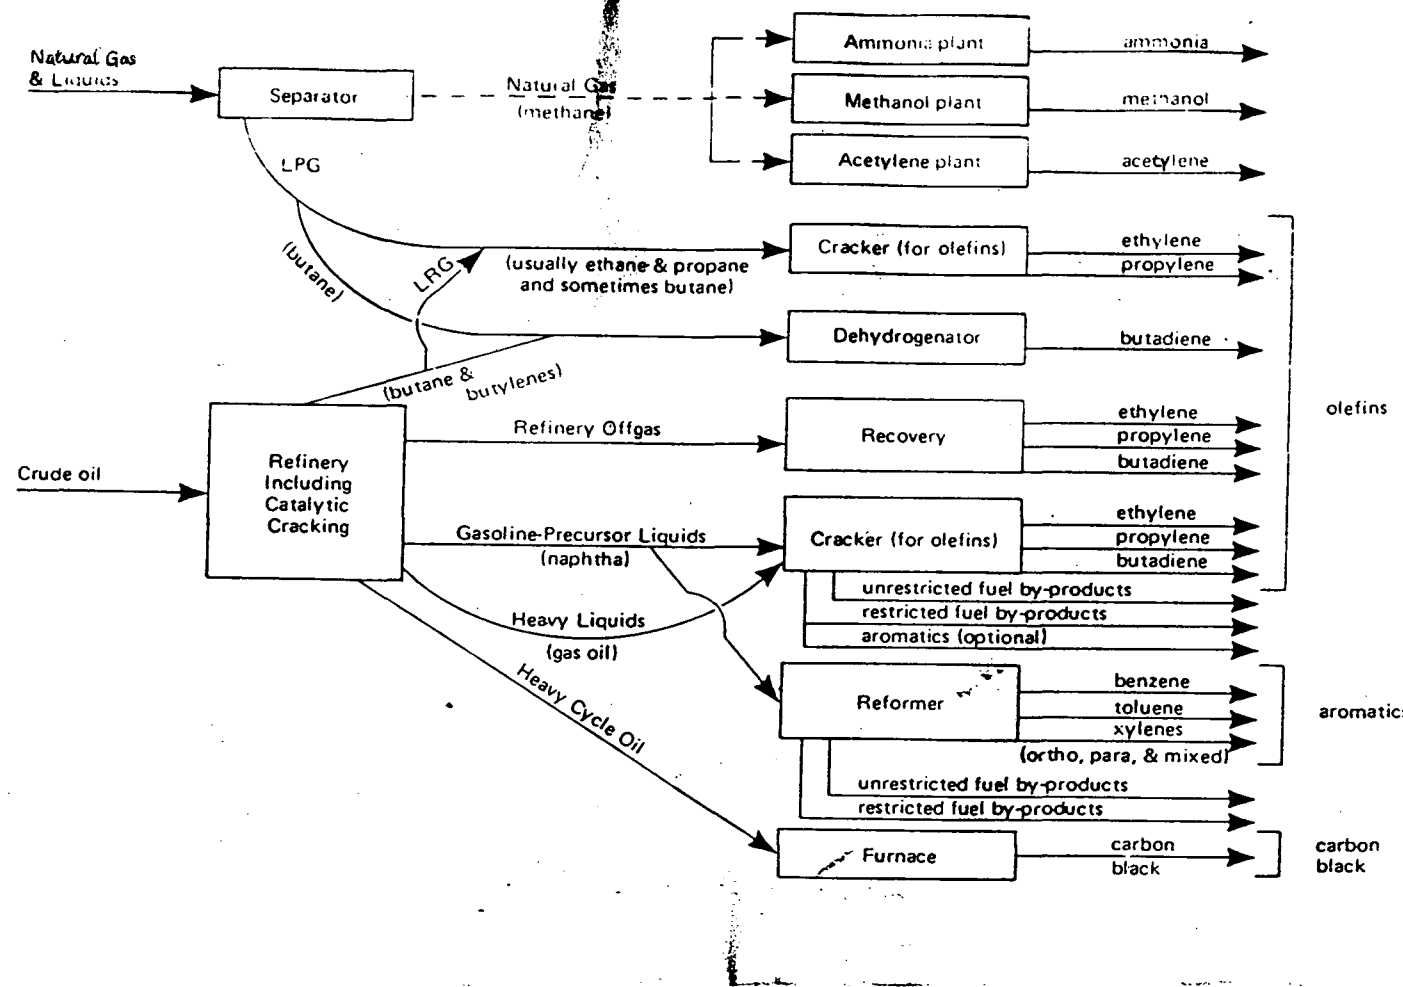 Natural Gas
& Liquids
Separator
Natural Gas
(methane)
Ammonia plant
ammonia
Methanol plant
methanol
Acetylene plant
acetylene
LPG
(butane)
LRG
(usually ethane & propane
and sometimes butane)
Cracker (for olefins)
ethylene
propylene
Dehydrogenator
butadiene
(butane &
butylenes)
olefins
Crude oil
Refinery
Including
Catalytic
Cracking
Refinery Offgas
Recovery
ethylene
propylene
butadiene
Gasoline-Precursor Liquids
(naphtha)
Cracker (for olefins)
ethylene
propylene
butadiene
unrestricted fuel by-products
restricted fuel by-products
aromatics (optional)
Heavy Liquids
(gas oil)
Heavy Cycle Oil
Reformer
benzene
toluene
xylenes
(ortho, para, & mixed)
aromatics
unrestricted fuel by-products
restricted fuel by-products
Furnace
carbon
black
carbon
black